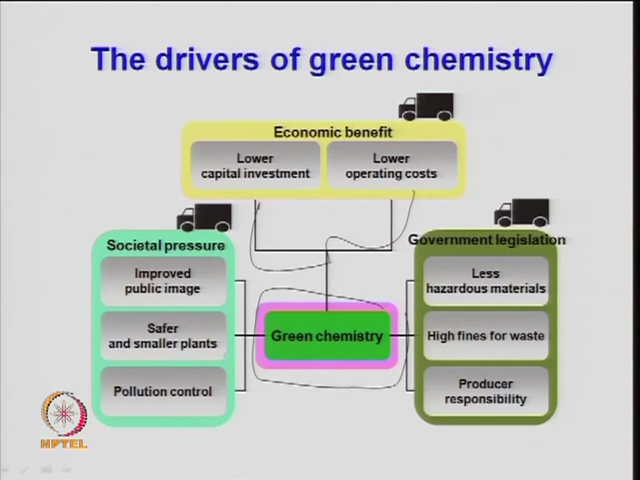 The drivers of green chemistry
Economic benefit
Lower
capital investment
Lower
operating costs
Societal pressure
Improved
public image
Safer
and smaller plants
Pollution control
Green chemistry
Government legislation
Less
hazardous materials
High fines for waste
Producer
responsibility
NPTEL